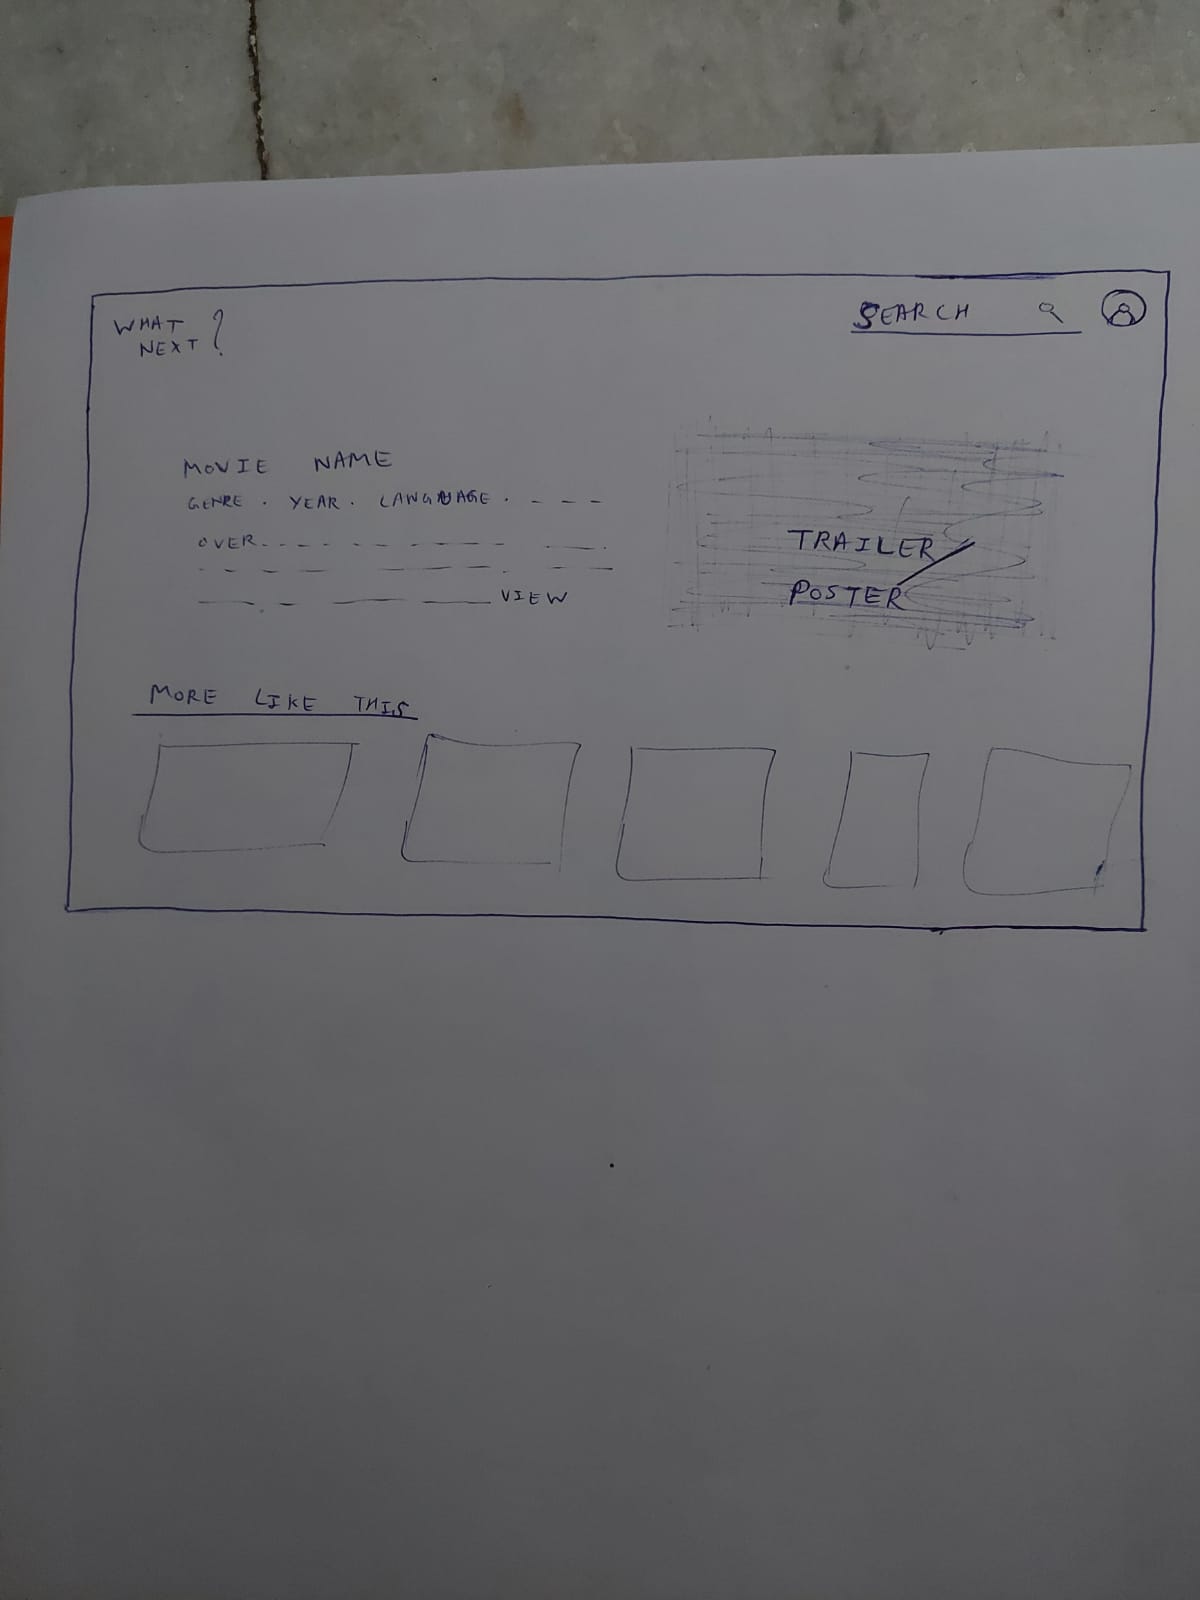 WHAT
NEXT?
SEARCH
MOVIE NAME
GENRE . YEAR . LANGUAGE . - - -
OVER - - - - - - - -
- - - - - - - - - -
- - - - - VIEW
TRAILER /
POSTER
MORE LIKE THIS